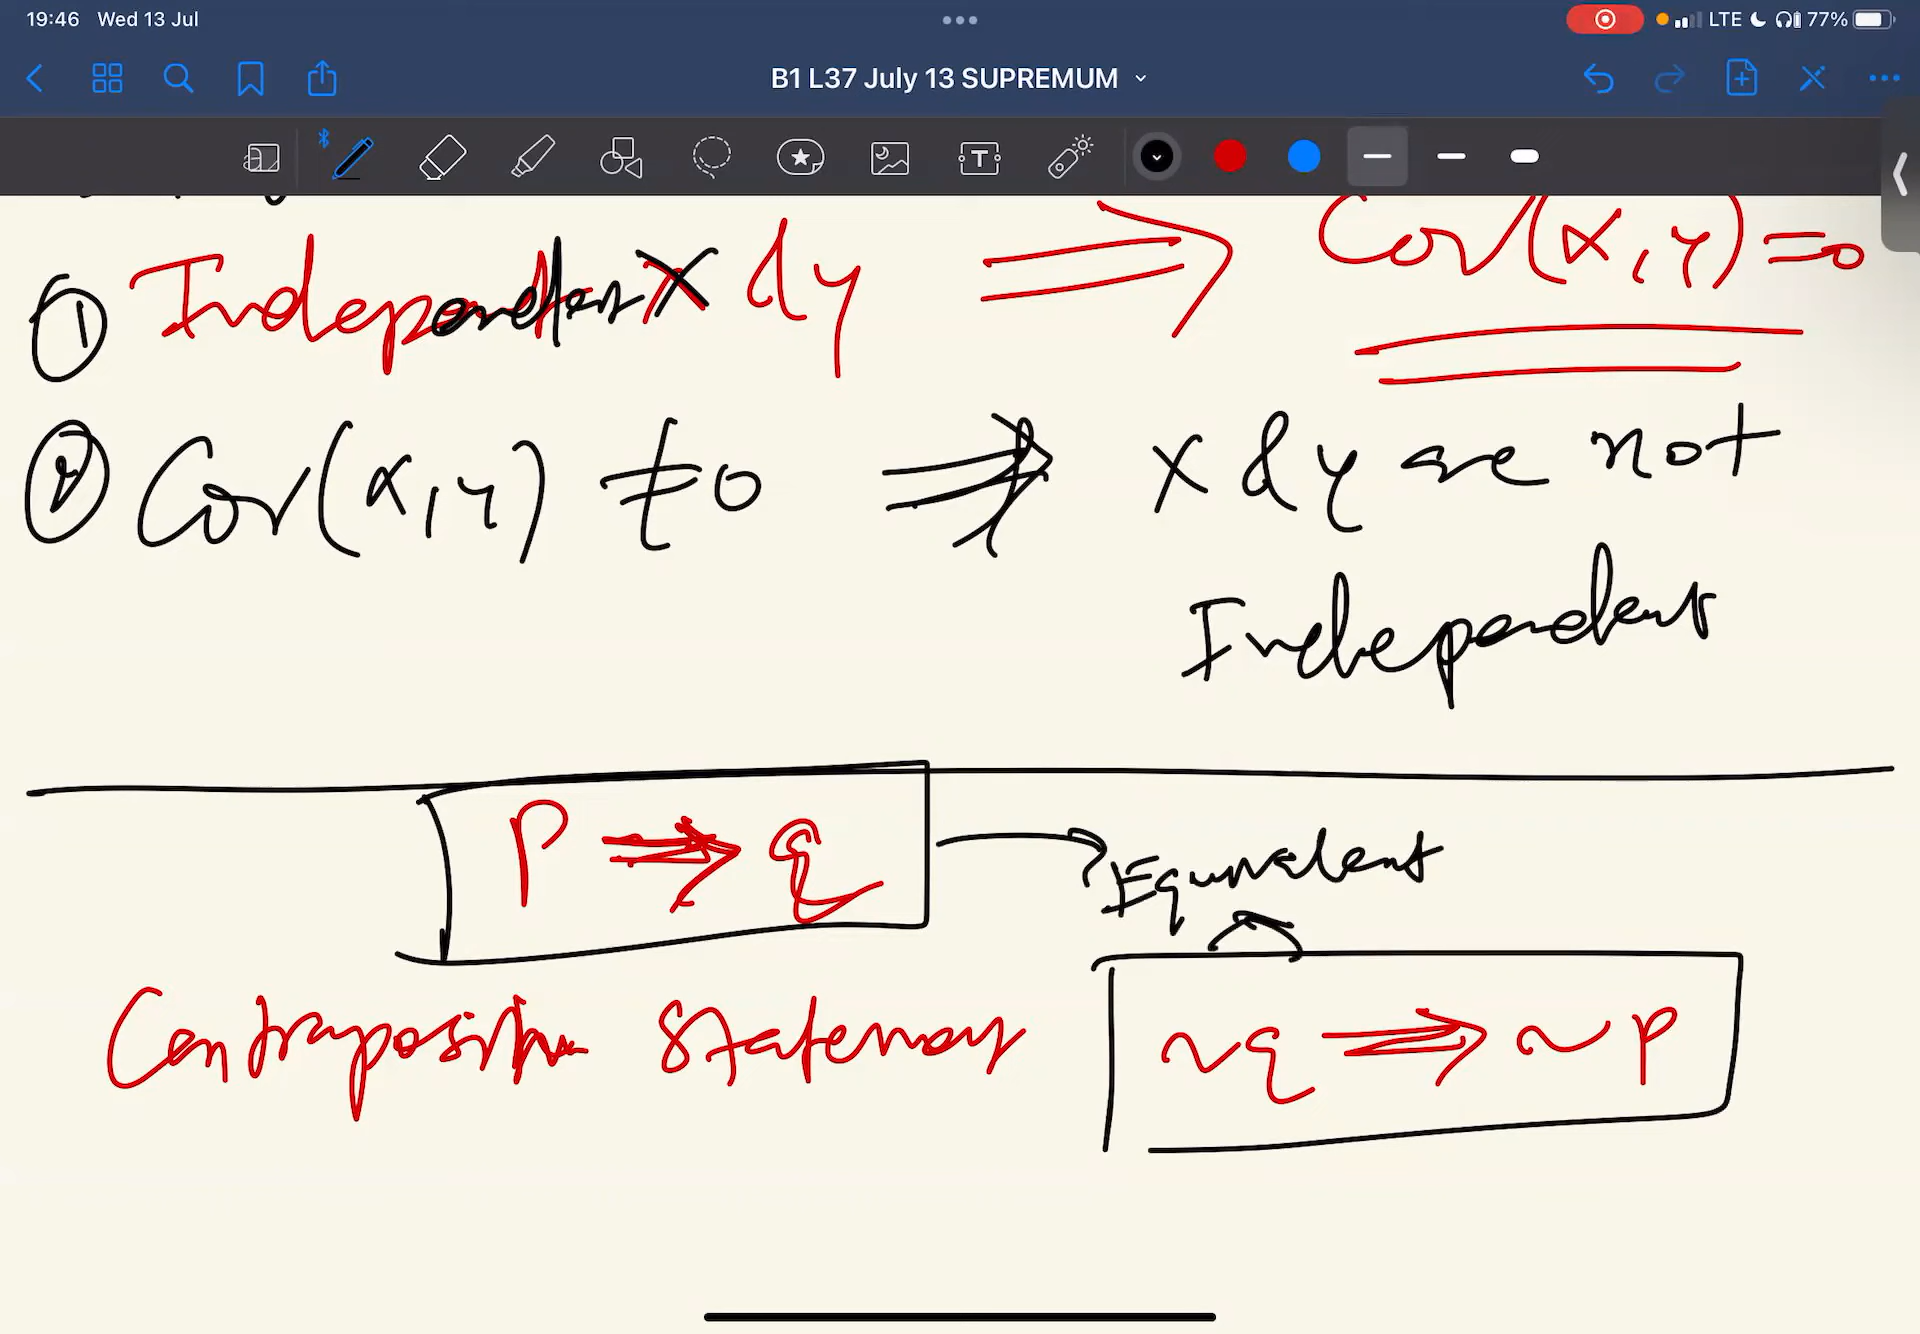 19:46 Wed 13 Jul
LTE 77%
B1 L37 July 13 SUPREMUM
① Independent X & Y ⟹ Cov(X,Y)=0
② Cov(X,Y) ≠0 ⟹ X & Y are not
Independent
P ⟹ q
Equivalent
Contraposition Statement ~q ⟹ ~P